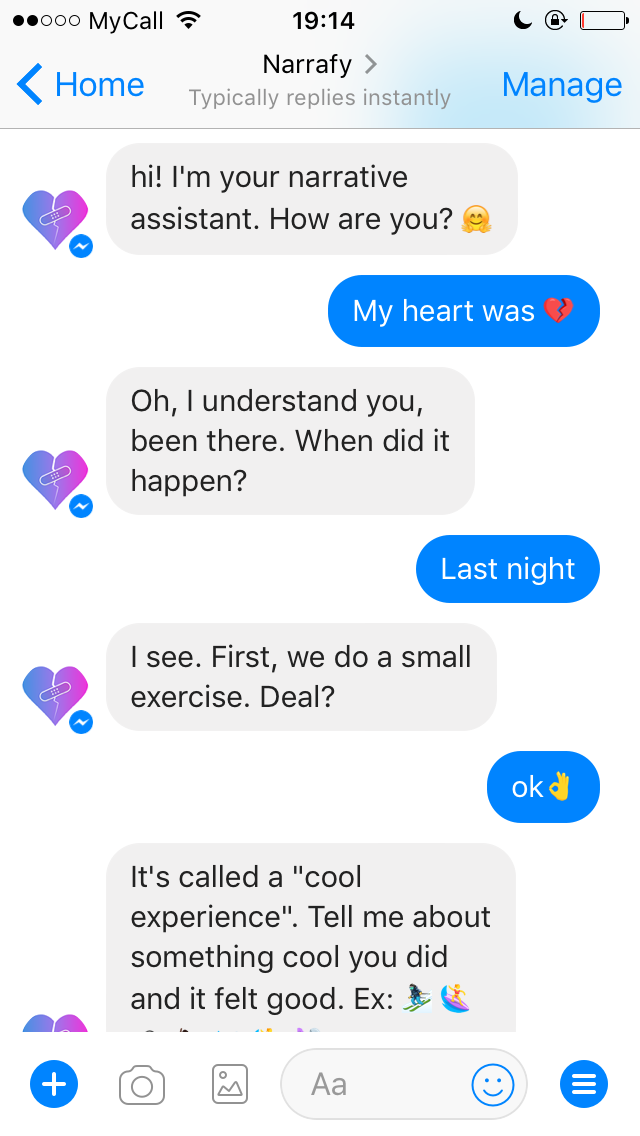 MyCall 19:14
Home Narrafy Manage
Typically replies instantly
hi! I'm your narrative
assistant. How are you? 🤗
My heart was 💔
Oh, I understand you,
been there. When did it
happen?
Last night
I see. First, we do a small
exercise. Deal?
ok👌
It's called a "cool
experience". Tell me about
something cool you did
and it felt good. Ex: ⛷🏄
Aa